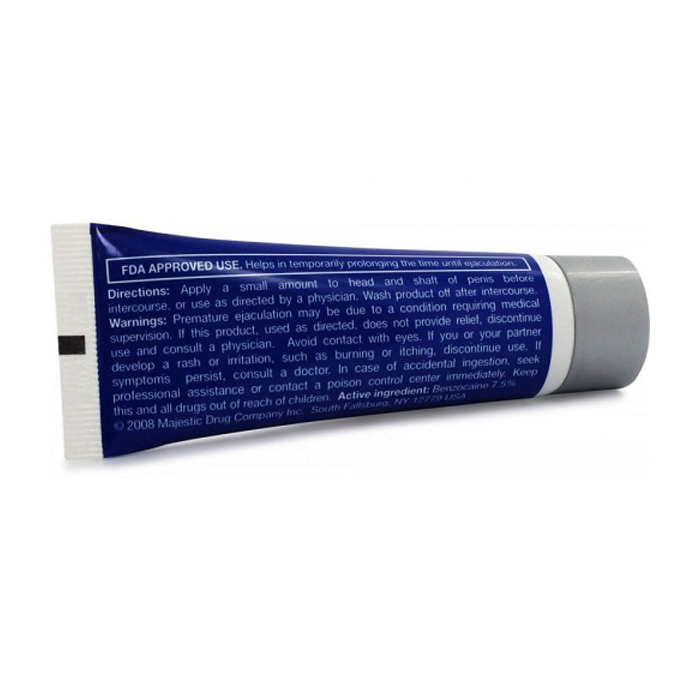 FDA APPROVED USE. Helps in temporarily prolonging the time until ejaculation.
Directions: Apply a small amount to head and shaft of penis before
intercourse, or use as directed by a physician. Wash product off after intercourse.
Warnings: Premature ejaculation may be due to a condition requiring medical
supervision. If this product, used as directed, does not provide relief, discontinue
use and consult a physician. Avoid contact with eyes. If you or your partner
develop a rash or irritation, such as burning or itching, discontinue use. If
symptoms persist, consult a doctor. In case of accidental ingestion, seek
professional assistance or contact a poison control center immediately. Keep
this and all drugs out of reach of children. Active ingredient: Benzocaine 7.5%
© 2008 Majestic Drug Company Inc. South Fallsburg, NY 12779 USA